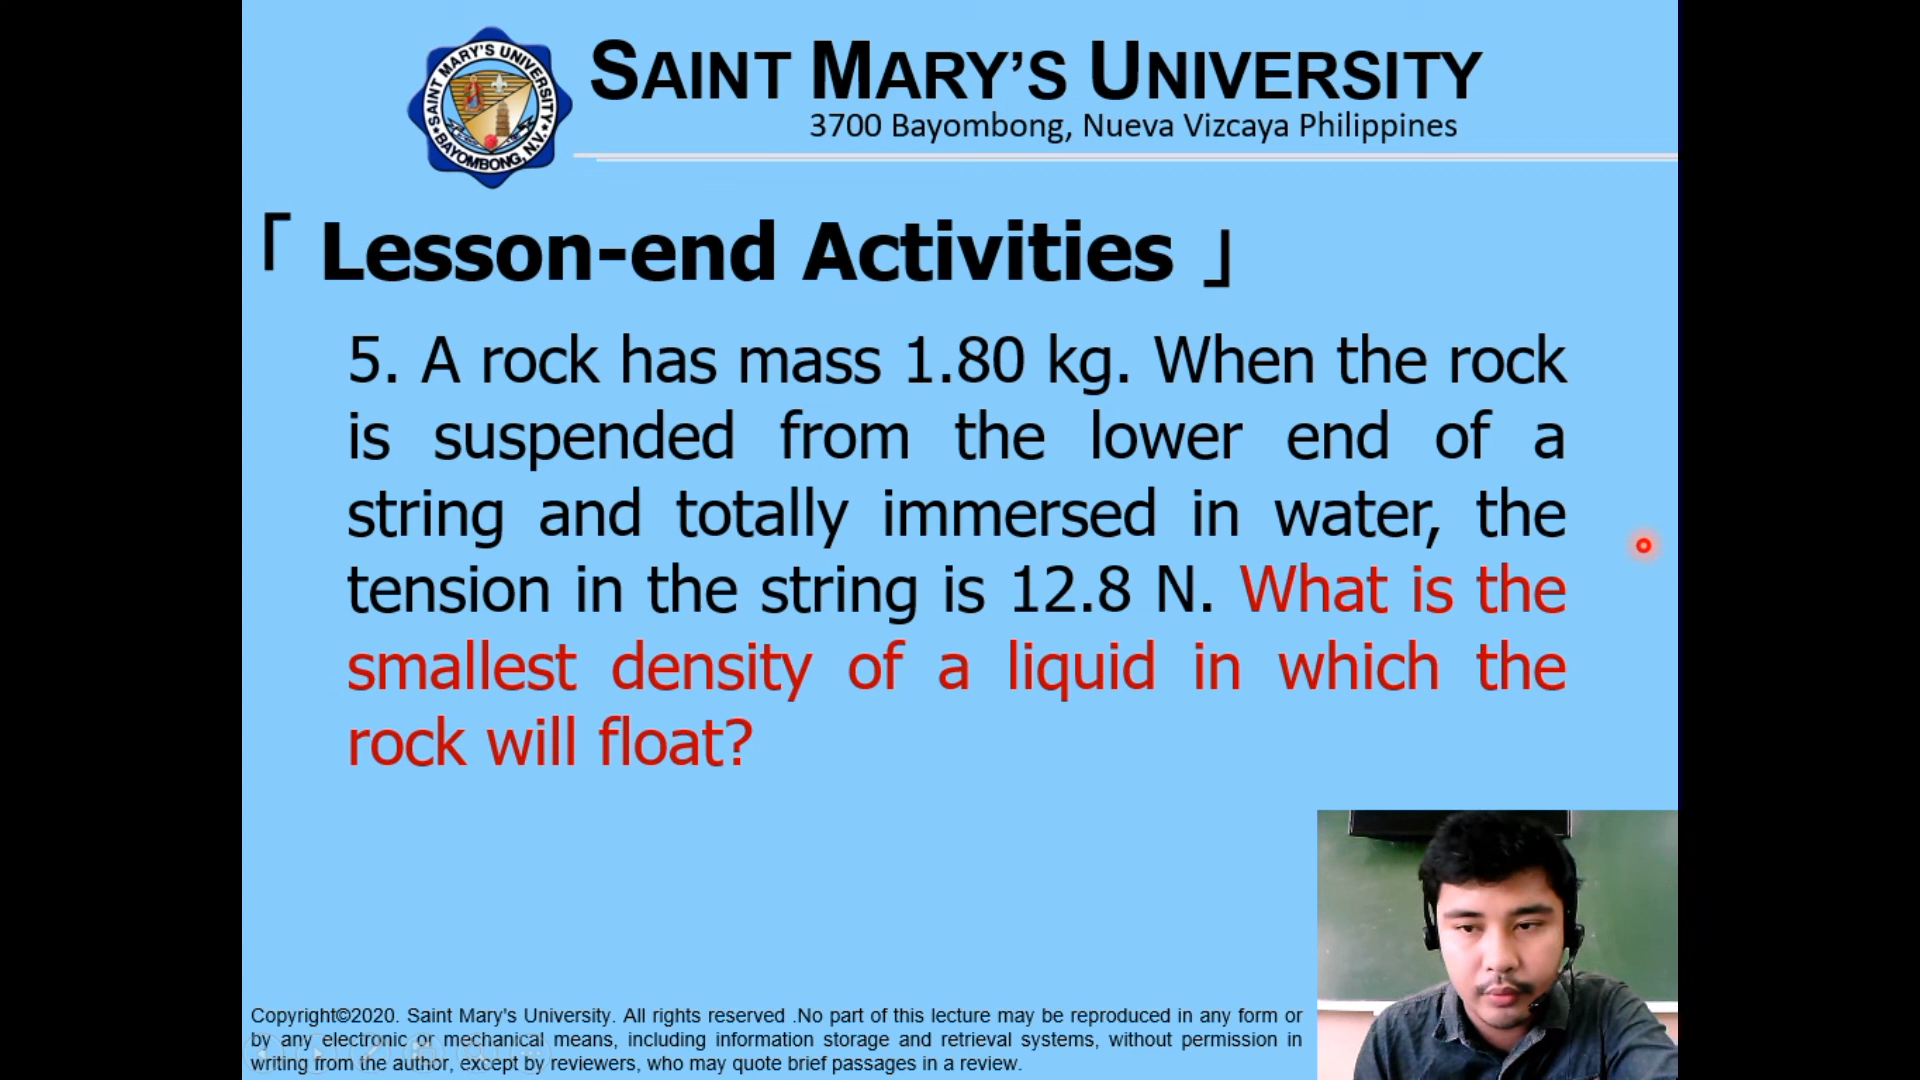 SAINT MARY'S UNIVERSITY
BAYOMBONG, N.V.
SAINT MARY’S UNIVERSITY
3700 Bayombong, Nueva Vizcaya Philippines
「 Lesson-end Activities 」
5. A rock has mass 1.80 kg. When the rock
is suspended from the lower end of a
string and totally immersed in water, the
tension in the string is 12.8 N. What is the
smallest density of a liquid in which the
rock will float?
Copyright©2020. Saint Mary's University. All rights reserved .No part of this lecture may be reproduced in any form or
by any electronic or mechanical means, including information storage and retrieval systems, without permission in
writing from the author, except by reviewers, who may quote brief passages in a review.